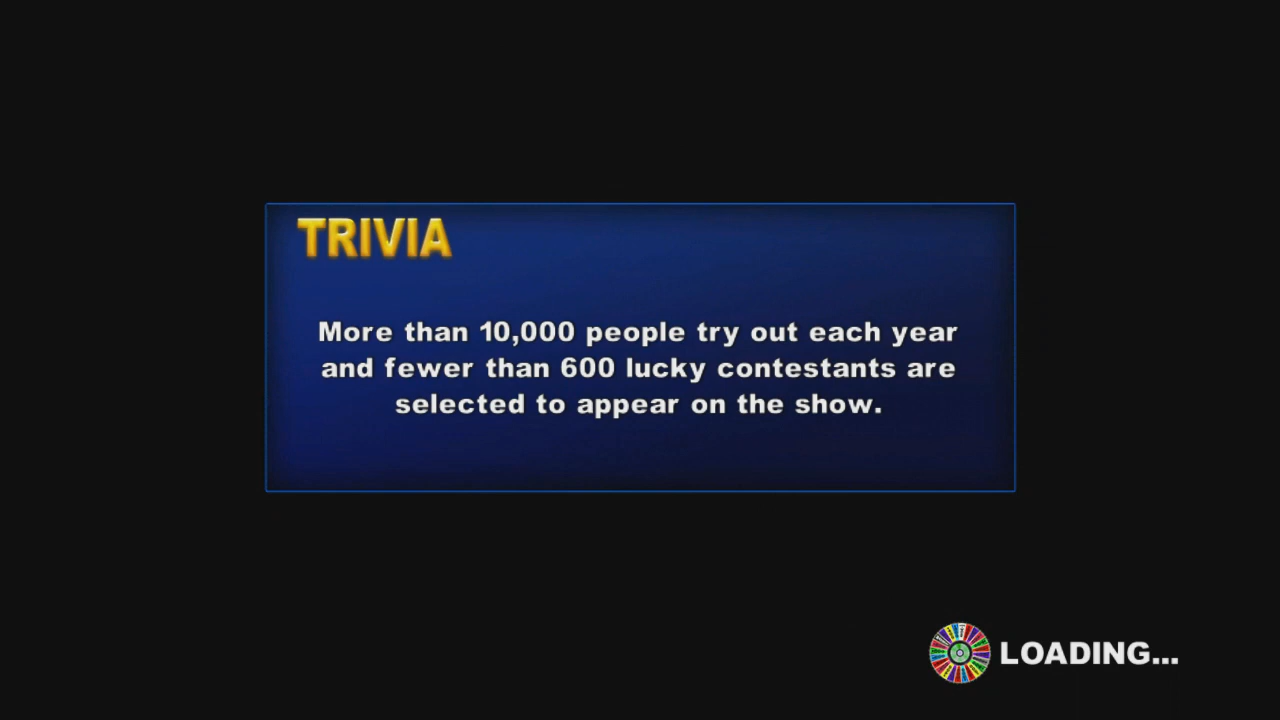 TRIVIA
More than 10,000 people try out each year
and fewer than 600 lucky contestants are
selected to appear on the show.
LOADING...